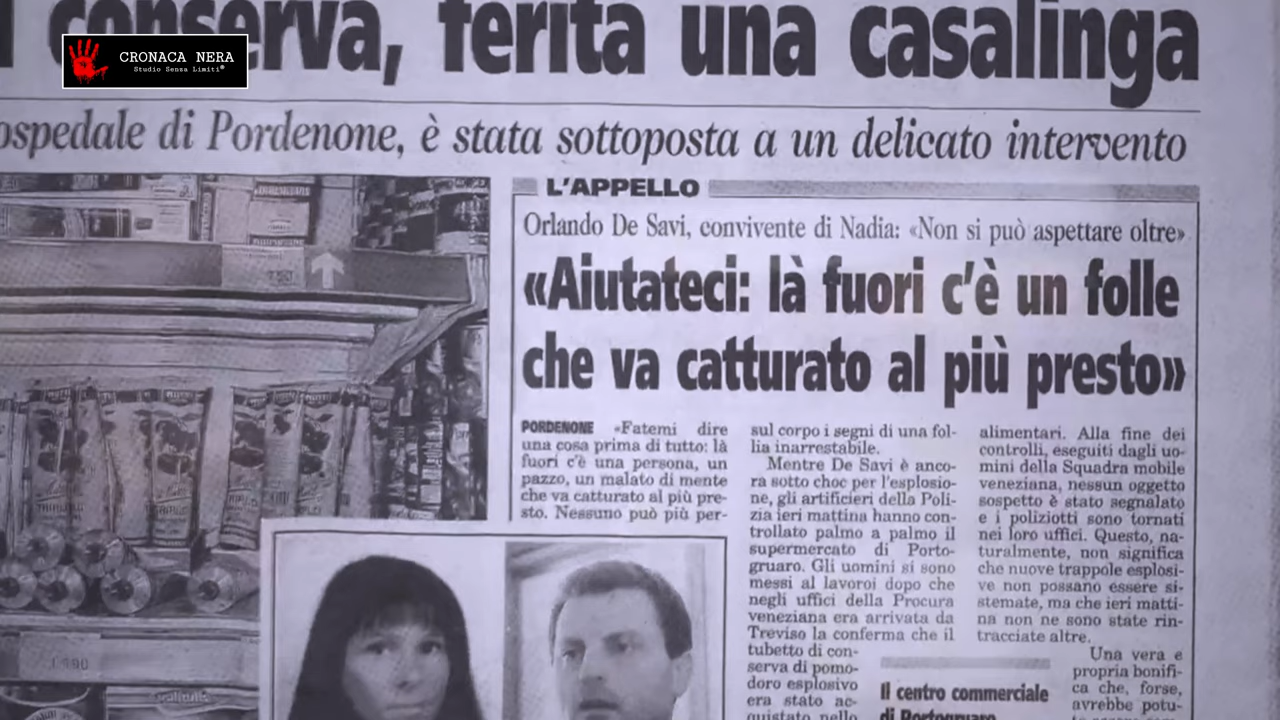 conserva, ferita una casalinga
CRONACA NERA
Studio Senza Limiti®
ospedale di Pordenone, è stata sottoposta a un delicato intervento
L'APPELLO
Orlando De Savi, convivente di Nadia: «Non si può aspettare oltre»
«Aiutateci: là fuori c'è un folle
che va catturato al più presto»
PORDENONE «Fatemi dire
una cosa prima di tutto: là
fuori c'è una persona, un
pazzo, un malato di mente
che va catturato al più pre-
sto. Nessuno può più per-
sul corpo i segni di una fol-
lia inarrestabile.
Mentre De Savi è anco-
ra sotto choc per l'esplosio-
ne, gli artificieri della Poli-
zia ieri mattina hanno con-
trollato palmo a palmo il
supermercato di Porto-
gruaro. Gli uomini si sono
messi al lavoroi dopo che
negli uffici della Procura
veneziana era arrivata da
Treviso la conferma che il
tubetto di con-
serva di pomo-
doro esplosivo
era stato ac-
quistato nello
alimentari. Alla fine dei
controlli, eseguiti dagli uo-
mini della Squadra mobile
veneziana, nessun oggetto
sospetto è stato segnalato
e i poliziotti sono tornati
nei loro uffici. Questo, na-
turalmente, non significa
che nuove trappole esplosi-
ve non possano essere si-
stemate, ma che ieri matti-
na non ne sono state rin-
tracciate altre.
Una vera e
propria bonifi-
ca che, forse,
avrebbe potu-
Il centro commerciale
di Portogruaro